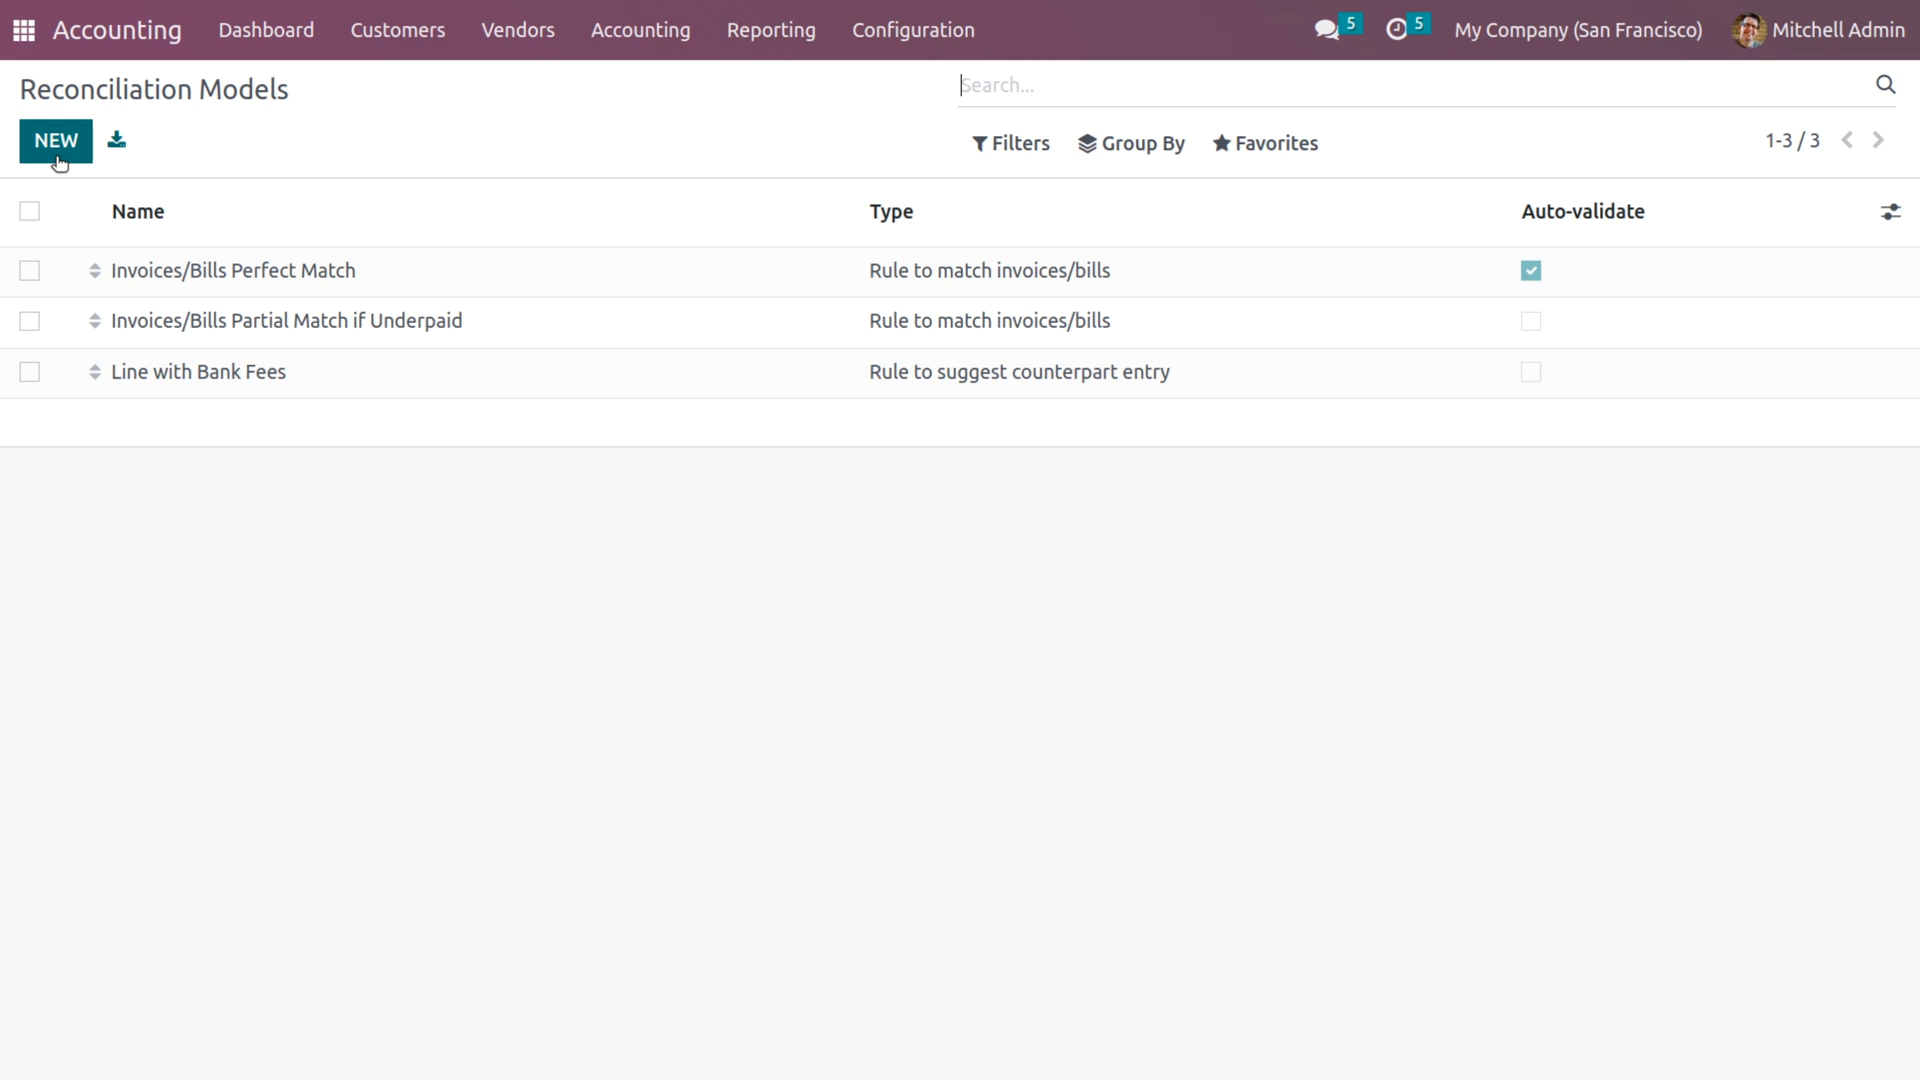 Accounting Dashboard Customers Vendors Accounting Reporting Configuration 5 5 My Company (San Francisco) Mitchell Admin
Reconciliation Models
Search...
NEW
Filters Group By Favorites 1-3 / 3
Name Type Auto-validate
Invoices/Bills Perfect Match Rule to match invoices/bills
Invoices/Bills Partial Match if Underpaid Rule to match invoices/bills
Line with Bank Fees Rule to suggest counterpart entry